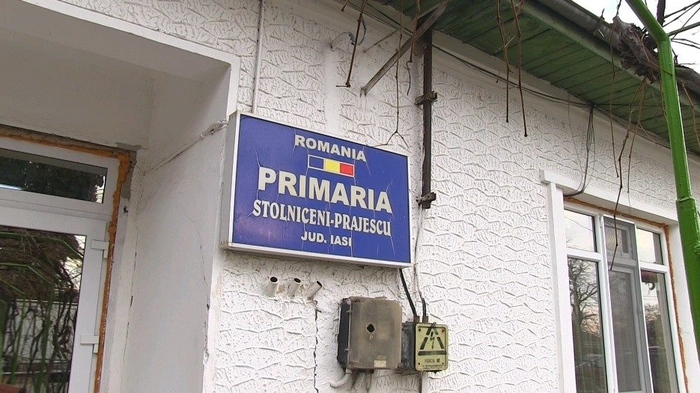 ROMANIA
PRIMARIA
STOLNICENI-PRAJESCU
JUD. IASI